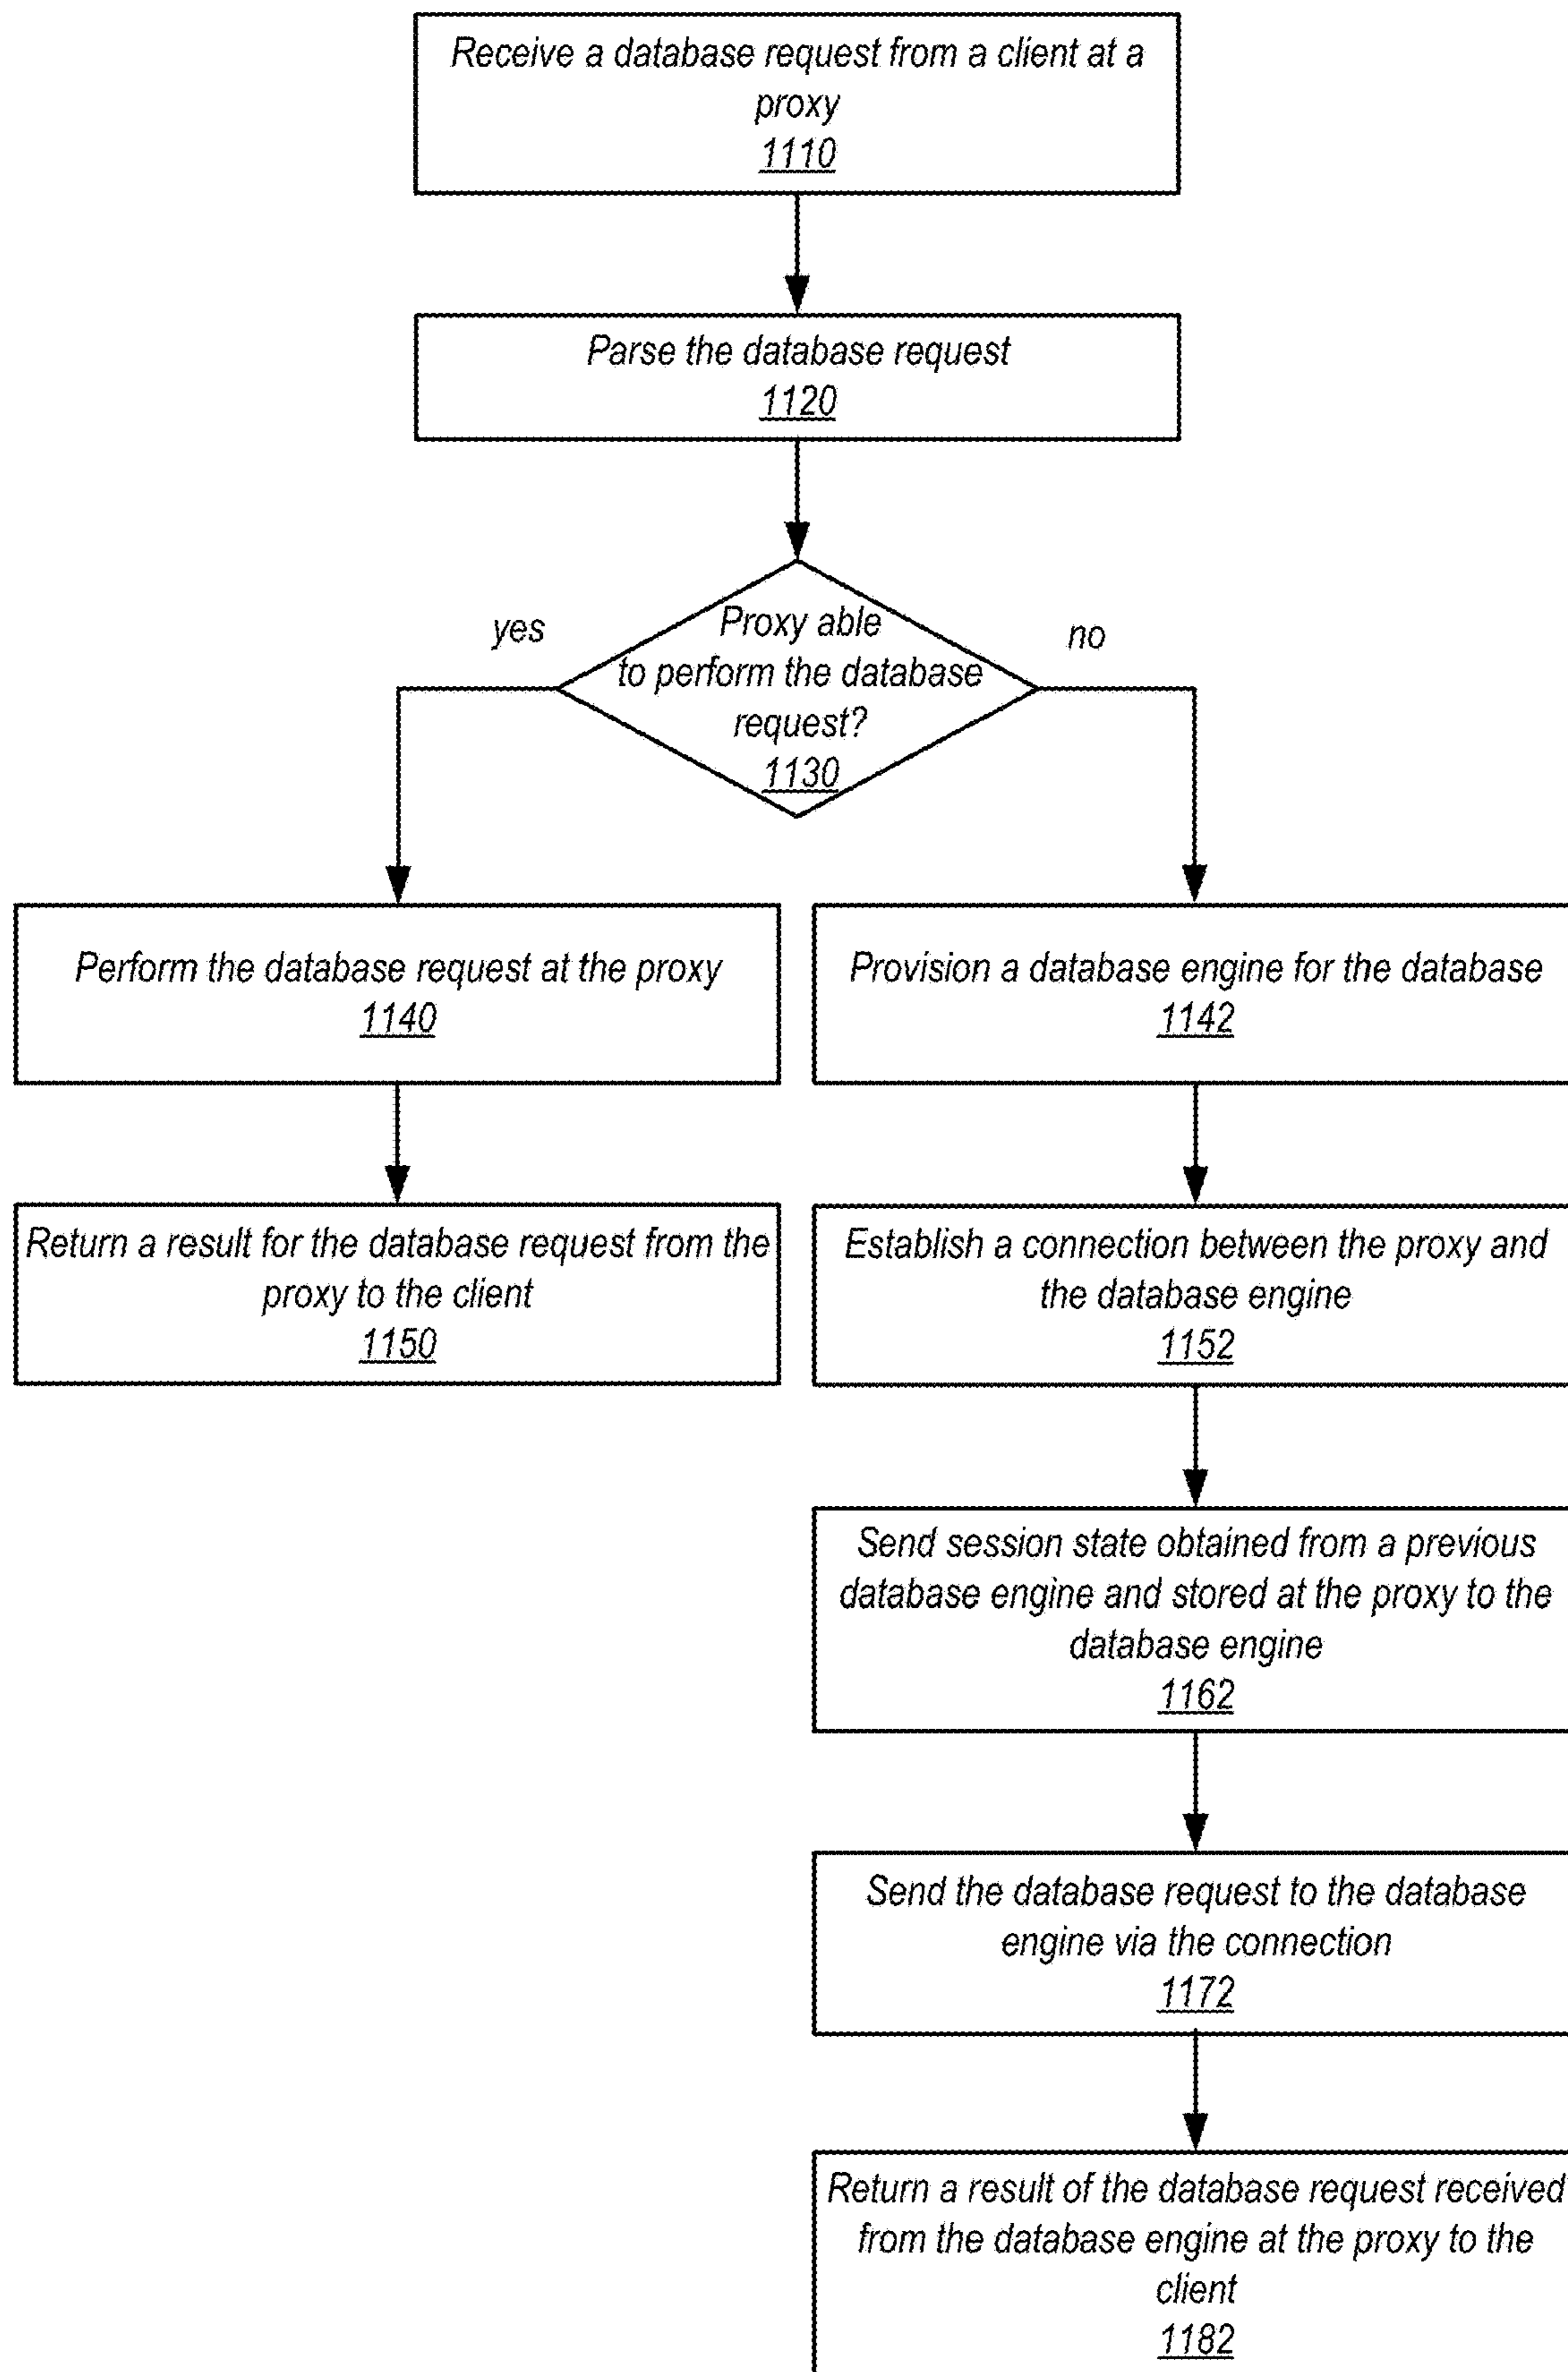 Receive a database request from a client at a
proxy
1110
Parse the database request
1120
yes
no
Proxy able
to perform the database
request?
1130
Perform the database request at the proxy
1140
Provision a database engine for the database
1142
Return a result for the database request from the
proxy to the client
1150
Establish a connection between the proxy and
the database engine
1152
Send session state obtained from a previous
database engine and stored at the proxy to the
database engine
1162
Send the database request to the database
engine via the connection
1172
Return a result of the database request received
from the database engine at the proxy to the
client
1182